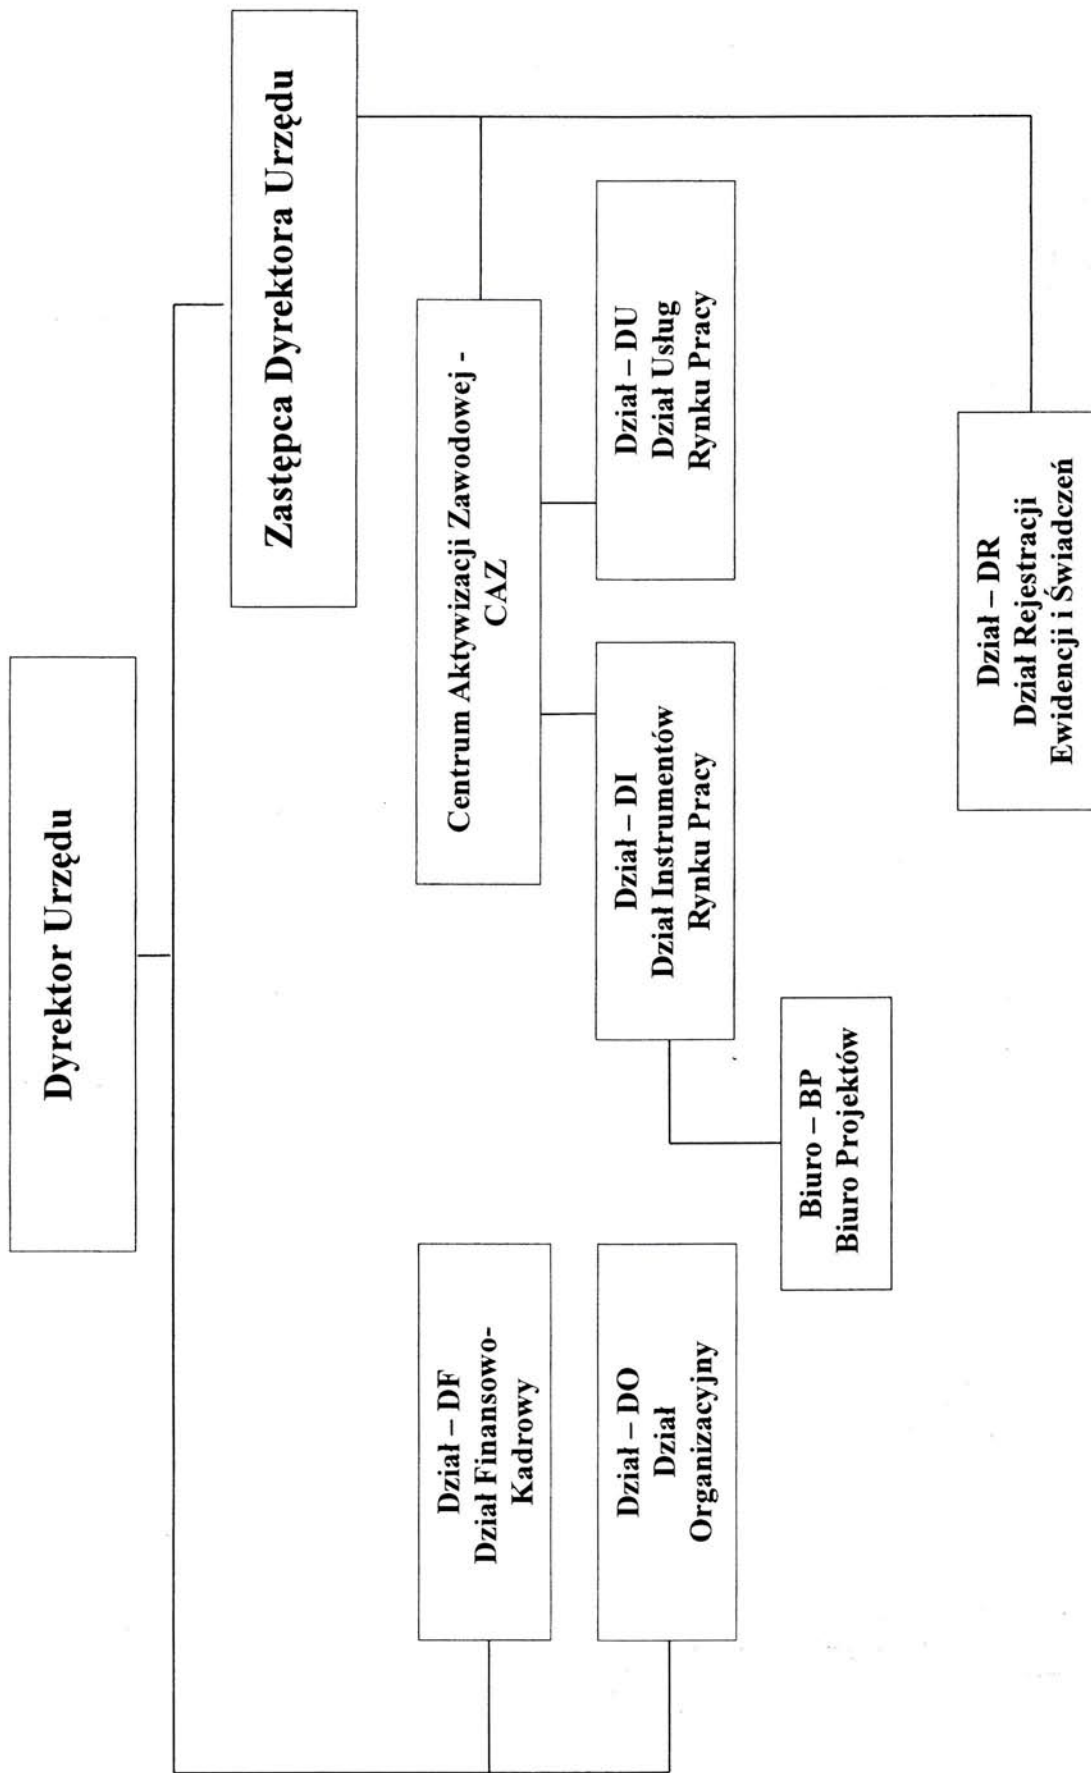 Dyrektor Urzędu
Zastępca Dyrektora Urzędu
Dział – DF
Dział Finansowo-
Kadrowy
Centrum Aktywizacji Zawodowej -
CAZ
Dział – DO
Dział
Organizacyjny
Dział – DI
Dział Instrumentów
Rynku Pracy
Dział – DU
Dział Usług
Rynku Pracy
Biuro – BP
Biuro Projektów
Dział – DR
Dział Rejestracji
Ewidencji i Świadczeń